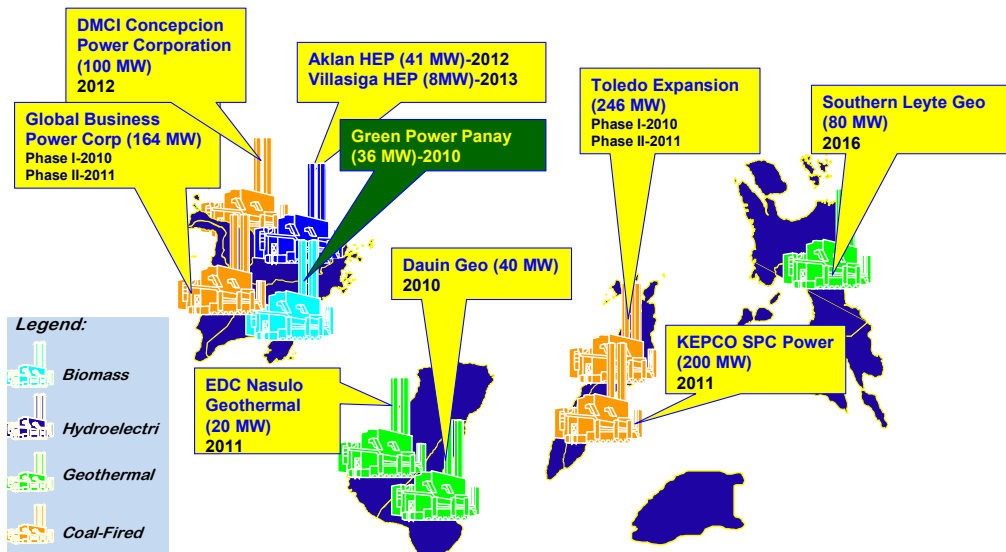 DMCI Concepcion
Power Corporation
(100 MW)
2012
Aklan HEP (41 MW)-2012
Villasiga HEP (8MW)-2013
Global Business
Power Corp (164 MW)
Phase I-2010
Phase II-2011
Green Power Panay
(36 MW)-2010
Toledo Expansion
(246 MW)
Phase I-2010
Phase II-2011
Southern Leyte Geo
(80 MW)
2016
Dauin Geo (40 MW)
2010
KEPCO SPC Power
(200 MW)
2011
EDC Nasulo
Geothermal
(20 MW)
2011
Legend:
Biomass
Hydroelectri
Geothermal
Coal-Fired